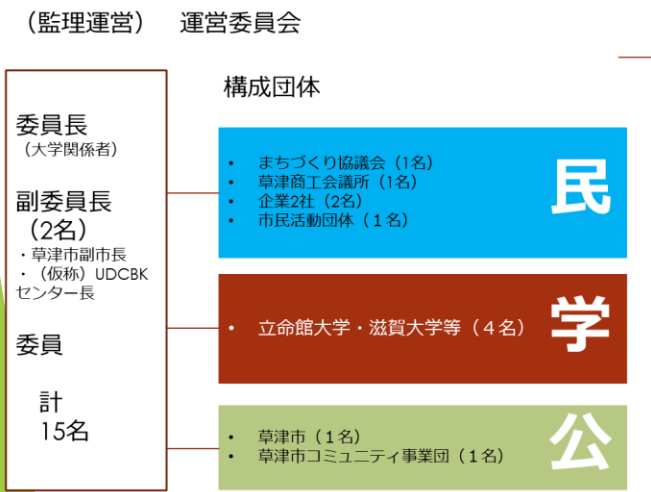 （監理運営）　運営委員会
構成団体
委員長
（大学関係者）
副委員長
（2名）
・草津市副市長
・（仮称）UDCBK
センター長
委員
計
15名
• まちづくり協議会（1名）
• 草津商工会議所（1名）
• 企業2社（2名）
• 市民活動団体（１名）
民
• 立命館大学・滋賀大学等（４名）
学
• 草津市（１名）
• 草津市コミュニティ事業団（１名）
公